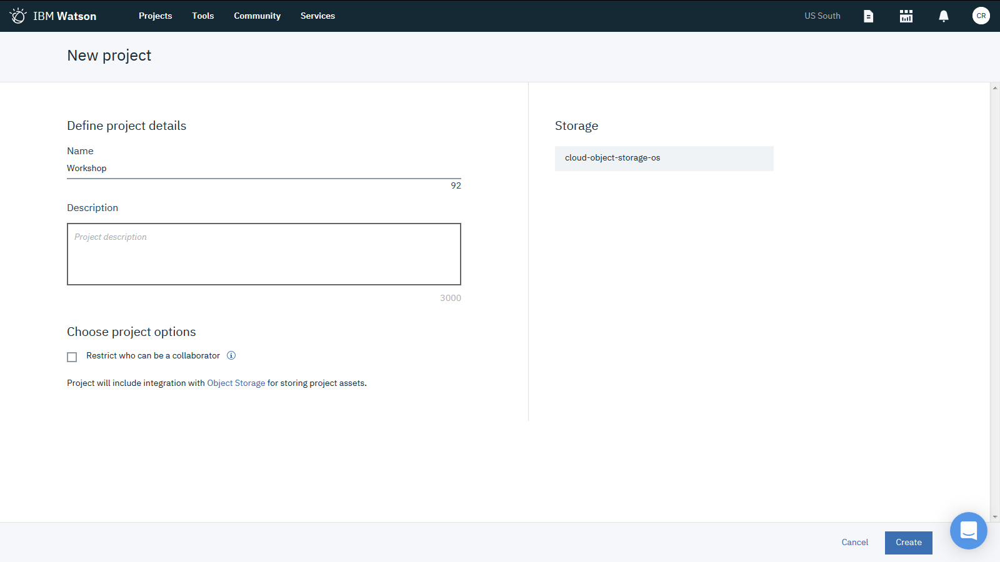 IBM Watson Projects Tools Community Services US South CR
New project
Define project details
Name
Workshop
92
Description
Project description
3000
Choose project options
Restrict who can be a collaborator
Project will include integration with Object Storage for storing project assets.
Storage
cloud-object-storage-os
Cancel Create